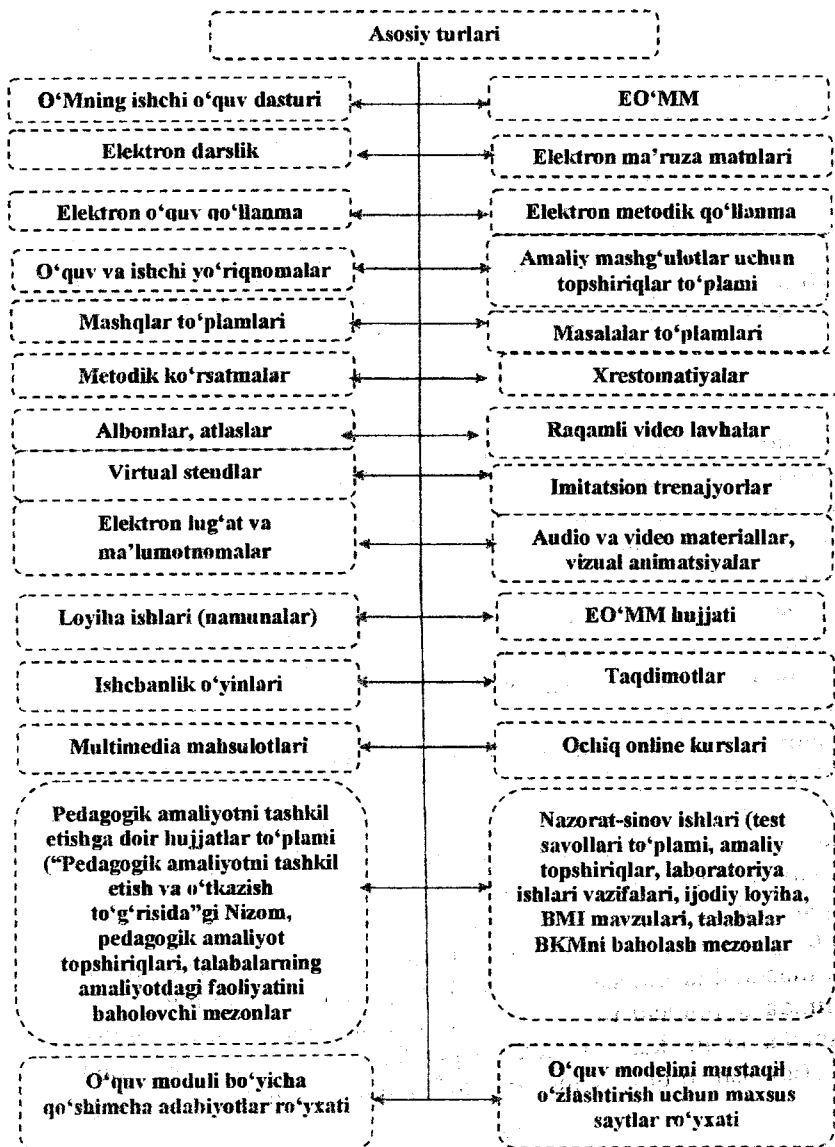 Asosiy turlari
O‘Mning ishchi o‘quv dasturi
EO‘MM
Elektron darslik
Elektron ma’ruza matnlari
Elektron o‘quv qo‘llanma
Elektron metodik qo‘llanma
O‘quv va ishchi yo‘riqnomalar
Amaliy mashg‘ulotlar uchun
topshiriqlar to‘plami
Mashqlar to‘plamlari
Masalalar to‘plamlari
Metodik ko‘rsatmalar
Xrestomatiyalar
Albomlar, atlaslar
Raqamli video lavhalar
Virtual stendlar
Imitatsion trenajyorlar
Elektron lug‘at va
ma’lumotnomalar
Audio va video materiallar,
vizual animatsiyalar
Loyiha ishlari (namunalar)
EO‘MM hujjati
Ishchanlik o‘yinlari
Taqdimotlar
Multimedia mahsulotlari
Ochiq online kurslari
Pedagogik amaliyotni tashkil
etishga doir hujjatlar to‘plami
(“Pedagogik amaliyotni tashkil
etish va o‘tkazish
to‘g‘risida”gi Nizom,
pedagogik amaliyot
topshiriqlari, talabalarning
amaliyotdagi faoliyatini
baholovchi mezonlar
Nazorat-sinov ishlari (test
savollari to‘plami, amaliy
topshiriqlar, laboratoriya
ishlari vazifalari, ijodiy loyiha,
BMI mavzulari, talabalar
BKMni baholash mezonlar
O‘quv moduli bo‘yicha
qo‘shimcha adabiyotlar ro‘yxati
O‘quv modelini mustaqil
o‘zlashtirish uchun maxsus
saytlar ro‘yxati